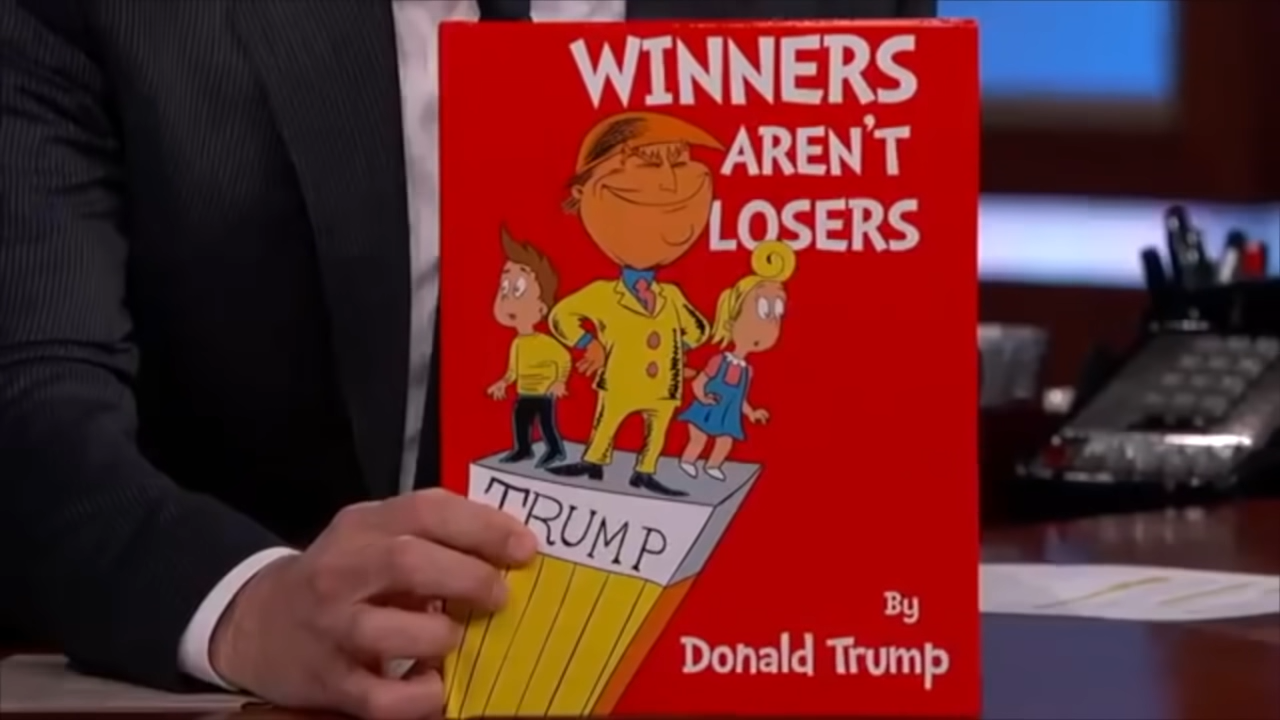 WINNERS
AREN'T
LOSERS
TRUMP
By
Donald Trump